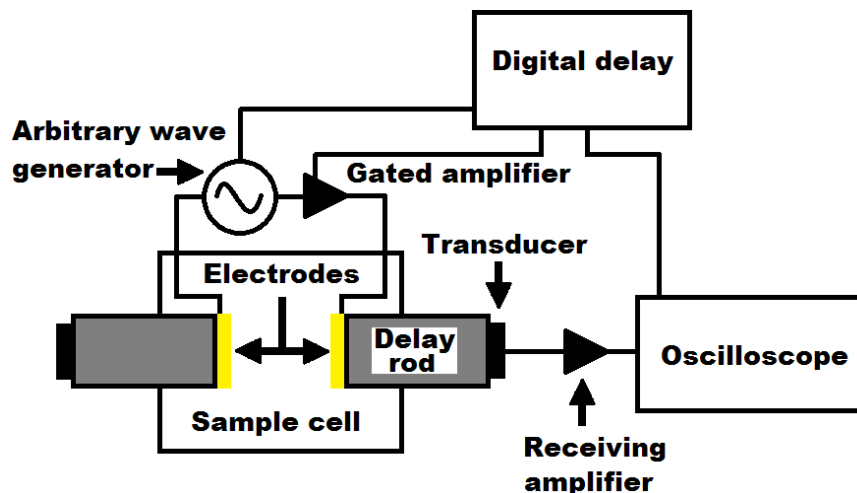 Digital delay
Arbitrary wave
generator
Gated amplifier
Transducer
Electrodes
Delay
rod
Oscilloscope
Sample cell
Receiving
amplifier